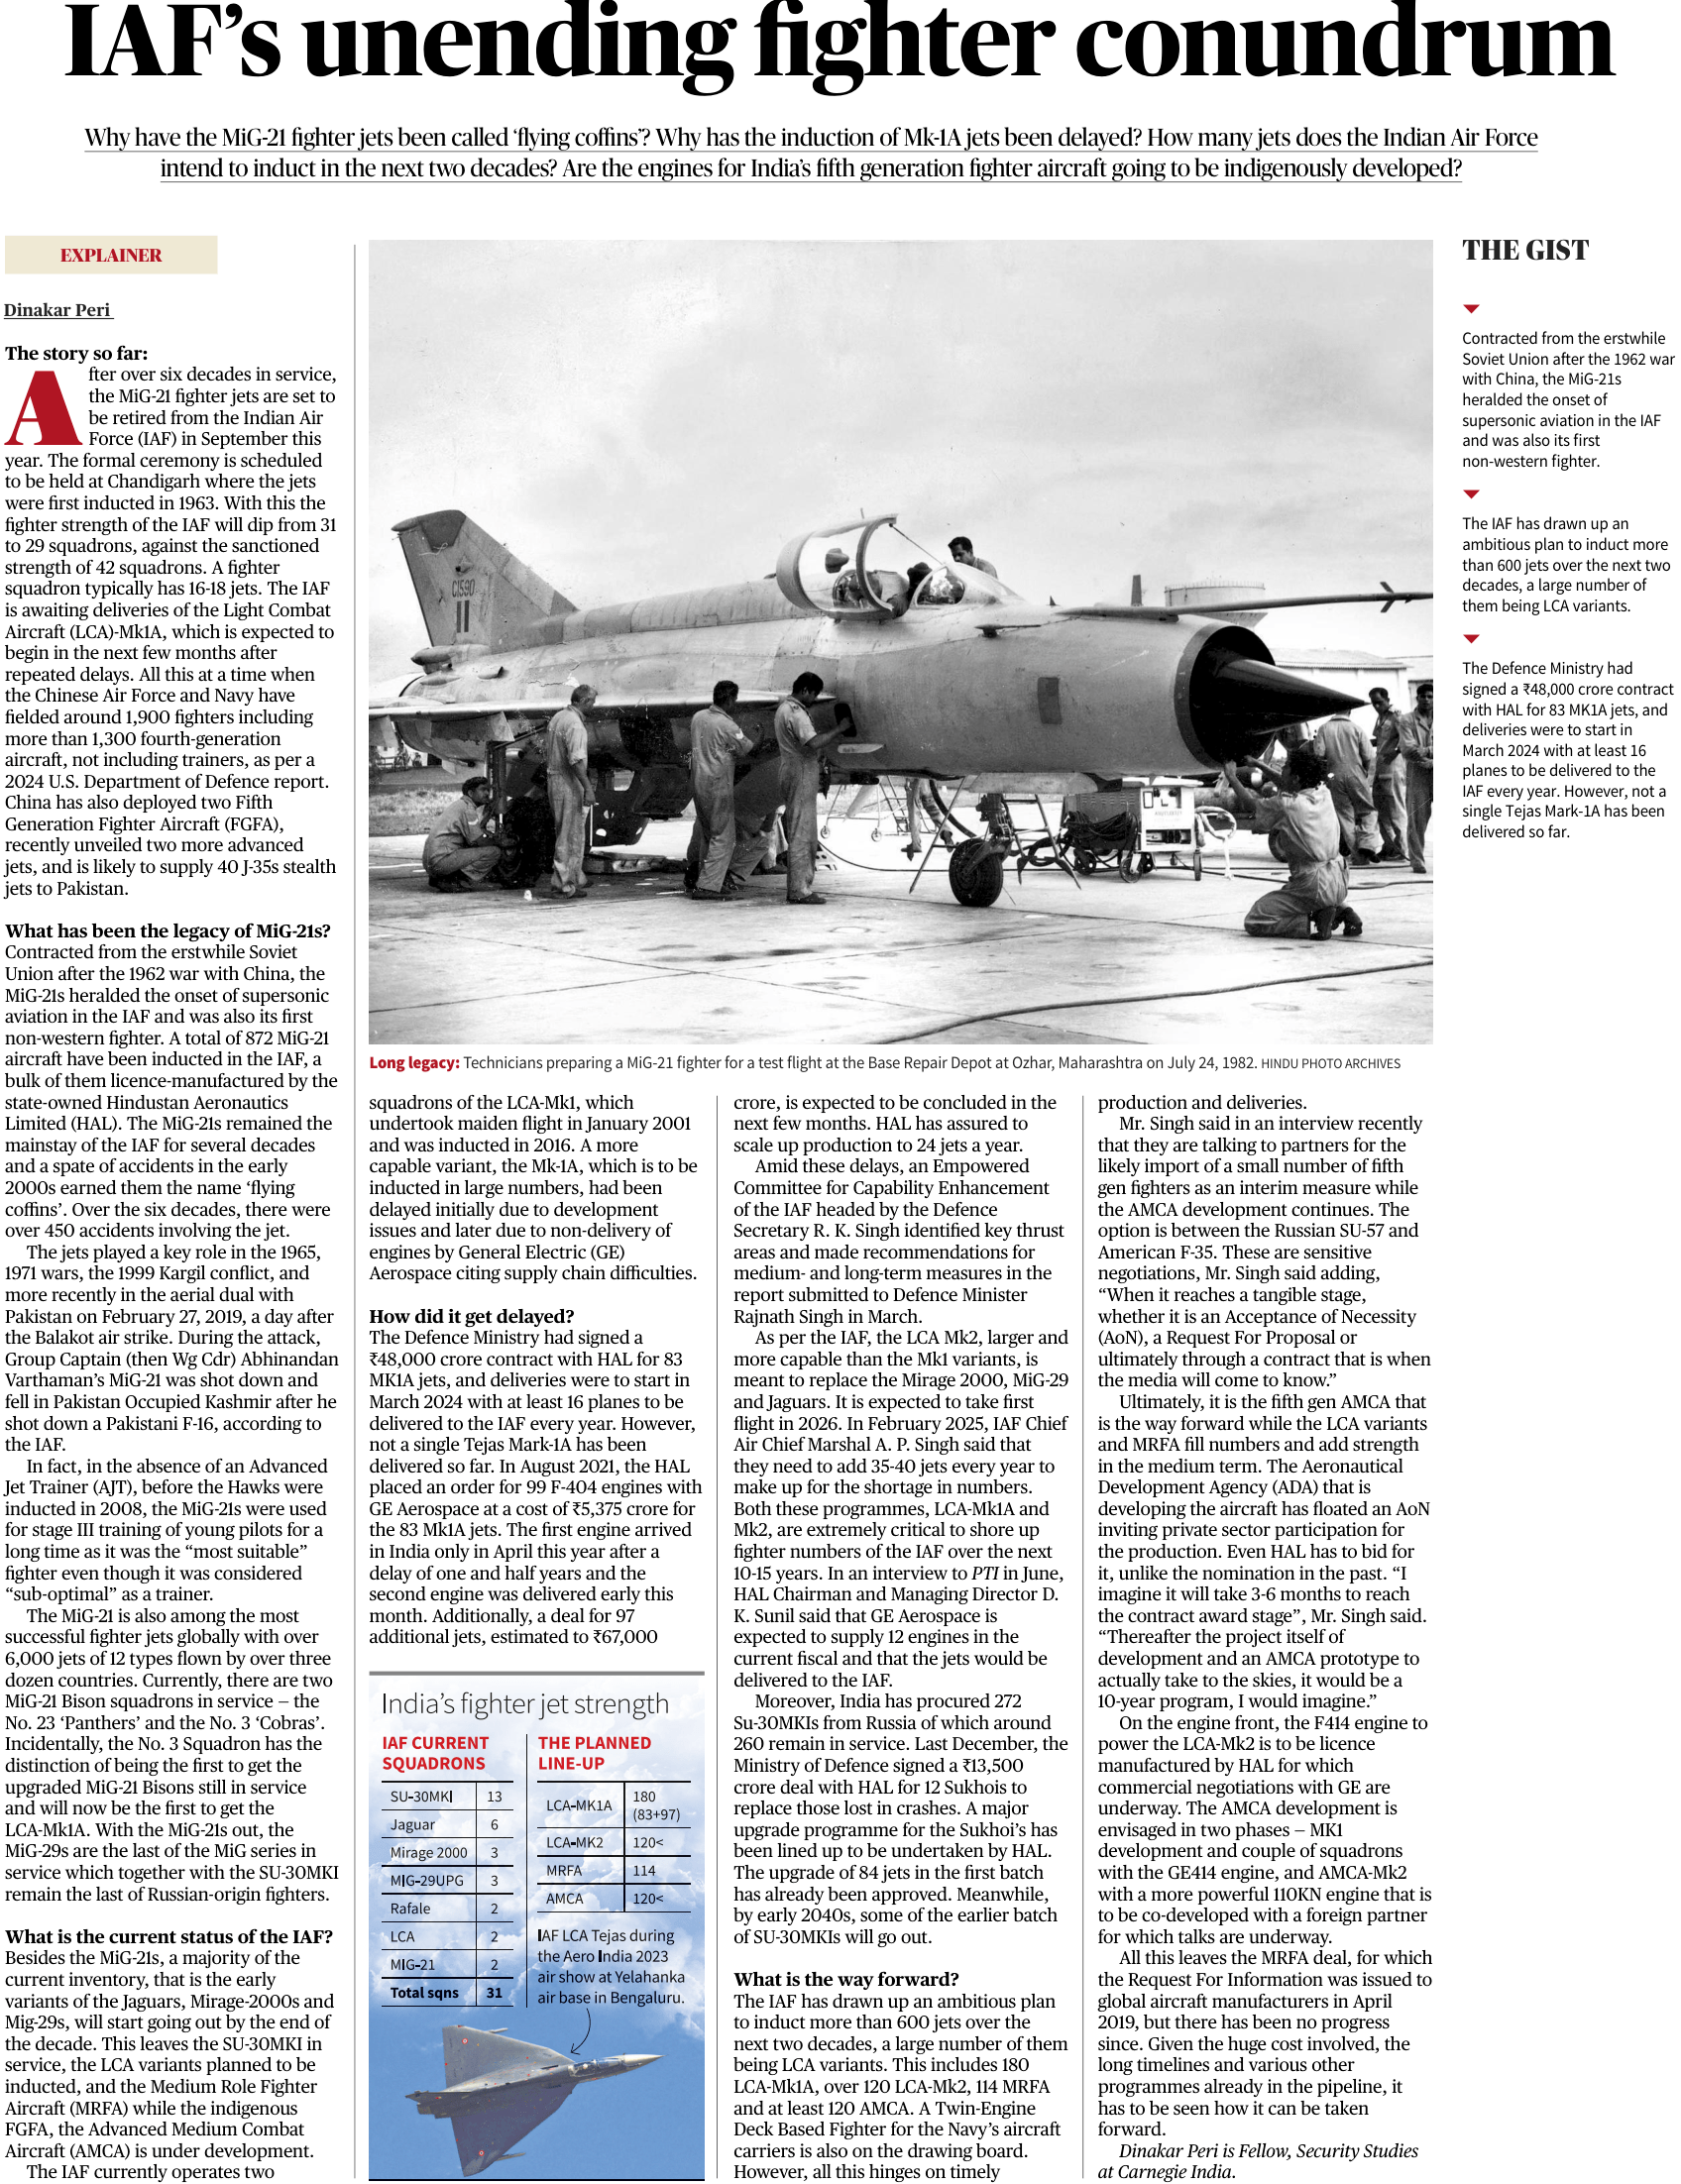 IAF’s unending fighter conundrum
Why have the MiG-21 fighter jets been called ‘flying coffins’? Why has the induction of Mk-1A jets been delayed? How many jets does the Indian Air Force
intend to induct in the next two decades? Are the engines for India’s fifth generation fighter aircraft going to be indigenously developed?
EXPLAINER
Dinakar Peri
The story so far:
After over six decades in service,
the MiG-21 fighter jets are set to
be retired from the Indian Air
Force (IAF) in September this
year. The formal ceremony is scheduled
to be held at Chandigarh where the jets
were first inducted in 1963. With this the
fighter strength of the IAF will dip from 31
to 29 squadrons, against the sanctioned
strength of 42 squadrons. A fighter
squadron typically has 16-18 jets. The IAF
is awaiting deliveries of the Light Combat
Aircraft (LCA)-Mk1A, which is expected to
begin in the next few months after
repeated delays. All this at a time when
the Chinese Air Force and Navy have
fielded around 1,900 fighters including
more than 1,300 fourth-generation
aircraft, not including trainers, as per a
2024 U.S. Department of Defence report.
China has also deployed two Fifth
Generation Fighter Aircraft (FGFA),
recently unveiled two more advanced
jets, and is likely to supply 40 J-35s stealth
jets to Pakistan.
What has been the legacy of MiG-21s?
Contracted from the erstwhile Soviet
Union after the 1962 war with China, the
MiG-21s heralded the onset of supersonic
aviation in the IAF and was also its first
non-western fighter. A total of 872 MiG-21
aircraft have been inducted in the IAF, a
bulk of them licence-manufactured by the
state-owned Hindustan Aeronautics
Limited (HAL). The MiG-21s remained the
mainstay of the IAF for several decades
and a spate of accidents in the early
2000s earned them the name ‘flying
coffins’. Over the six decades, there were
over 450 accidents involving the jet.
The jets played a key role in the 1965,
1971 wars, the 1999 Kargil conflict, and
more recently in the aerial dual with
Pakistan on February 27, 2019, a day after
the Balakot air strike. During the attack,
Group Captain (then Wg Cdr) Abhinandan
Varthaman’s MiG-21 was shot down and
fell in Pakistan Occupied Kashmir after he
shot down a Pakistani F-16, according to
the IAF.
In fact, in the absence of an Advanced
Jet Trainer (AJT), before the Hawks were
inducted in 2008, the MiG-21s were used
for stage III training of young pilots for a
long time as it was the “most suitable”
fighter even though it was considered
“sub-optimal” as a trainer.
The MiG-21 is also among the most
successful fighter jets globally with over
6,000 jets of 12 types flown by over three
dozen countries. Currently, there are two
MiG-21 Bison squadrons in service – the
No. 23 ‘Panthers’ and the No. 3 ‘Cobras’.
Incidentally, the No. 3 Squadron has the
distinction of being the first to get the
upgraded MiG-21 Bisons still in service
and will now be the first to get the
LCA-Mk1A. With the MiG-21s out, the
MiG-29s are the last of the MiG series in
service which together with the SU-30MKI
remain the last of Russian-origin fighters.
What is the current status of the IAF?
Besides the MiG-21s, a majority of the
current inventory, that is the early
variants of the Jaguars, Mirage-2000s and
Mig-29s, will start going out by the end of
the decade. This leaves the SU-30MKI in
service, the LCA variants planned to be
inducted, and the Medium Role Fighter
Aircraft (MRFA) while the indigenous
FGFA, the Advanced Medium Combat
Aircraft (AMCA) is under development.
The IAF currently operates two
C1590
Long legacy: Technicians preparing a MiG-21 fighter for a test flight at the Base Repair Depot at Ozhar, Maharashtra on July 24, 1982. HINDU PHOTO ARCHIVES
squadrons of the LCA-Mk1, which
undertook maiden flight in January 2001
and was inducted in 2016. A more
capable variant, the Mk-1A, which is to be
inducted in large numbers, had been
delayed initially due to development
issues and later due to non-delivery of
engines by General Electric (GE)
Aerospace citing supply chain difficulties.
How did it get delayed?
The Defence Ministry had signed a
₹48,000 crore contract with HAL for 83
MK1A jets, and deliveries were to start in
March 2024 with at least 16 planes to be
delivered to the IAF every year. However,
not a single Tejas Mark-1A has been
delivered so far. In August 2021, the HAL
placed an order for 99 F-404 engines with
GE Aerospace at a cost of ₹5,375 crore for
the 83 Mk1A jets. The first engine arrived
in India only in April this year after a
delay of one and half years and the
second engine was delivered early this
month. Additionally, a deal for 97
additional jets, estimated to ₹67,000
India’s fighter jet strength
IAF CURRENT
SQUADRONS
SU-30MKI 13
Jaguar 6
Mirage 2000 3
MIG-29UPG 3
Rafale 2
LCA 2
MIG-21 2
Total sqns 31
THE PLANNED
LINE-UP
LCA-MK1A 180
(83+97)
LCA-MK2 120<
MRFA 114
AMCA 120<
IAF LCA Tejas during
the Aero India 2023
air show at Yelahanka
air base in Bengaluru.
crore, is expected to be concluded in the
next few months. HAL has assured to
scale up production to 24 jets a year.
Amid these delays, an Empowered
Committee for Capability Enhancement
of the IAF headed by the Defence
Secretary R. K. Singh identified key thrust
areas and made recommendations for
medium- and long-term measures in the
report submitted to Defence Minister
Rajnath Singh in March.
As per the IAF, the LCA Mk2, larger and
more capable than the Mk1 variants, is
meant to replace the Mirage 2000, MiG-29
and Jaguars. It is expected to take first
flight in 2026. In February 2025, IAF Chief
Air Chief Marshal A. P. Singh said that
they need to add 35-40 jets every year to
make up for the shortage in numbers.
Both these programmes, LCA-Mk1A and
Mk2, are extremely critical to shore up
fighter numbers of the IAF over the next
10-15 years. In an interview to PTI in June,
HAL Chairman and Managing Director D.
K. Sunil said that GE Aerospace is
expected to supply 12 engines in the
current fiscal and that the jets would be
delivered to the IAF.
Moreover, India has procured 272
Su-30MKIs from Russia of which around
260 remain in service. Last December, the
Ministry of Defence signed a ₹13,500
crore deal with HAL for 12 Sukhois to
replace those lost in crashes. A major
upgrade programme for the Sukhoi’s has
been lined up to be undertaken by HAL.
The upgrade of 84 jets in the first batch
has already been approved. Meanwhile,
by early 2040s, some of the earlier batch
of SU-30MKIs will go out.
What is the way forward?
The IAF has drawn up an ambitious plan
to induct more than 600 jets over the
next two decades, a large number of them
being LCA variants. This includes 180
LCA-Mk1A, over 120 LCA-Mk2, 114 MRFA
and at least 120 AMCA. A Twin-Engine
Deck Based Fighter for the Navy’s aircraft
carriers is also on the drawing board.
However, all this hinges on timely
production and deliveries.
Mr. Singh said in an interview recently
that they are talking to partners for the
likely import of a small number of fifth
gen fighters as an interim measure while
the AMCA development continues. The
option is between the Russian SU-57 and
American F-35. These are sensitive
negotiations, Mr. Singh said adding,
“When it reaches a tangible stage,
whether it is an Acceptance of Necessity
(AoN), a Request For Proposal or
ultimately through a contract that is when
the media will come to know.”
Ultimately, it is the fifth gen AMCA that
is the way forward while the LCA variants
and MRFA fill numbers and add strength
in the medium term. The Aeronautical
Development Agency (ADA) that is
developing the aircraft has floated an AoN
inviting private sector participation for
the production. Even HAL has to bid for
it, unlike the nomination in the past. “I
imagine it will take 3-6 months to reach
the contract award stage”, Mr. Singh said.
“Thereafter the project itself of
development and an AMCA prototype to
actually take to the skies, it would be a
10-year program, I would imagine.”
On the engine front, the F414 engine to
power the LCA-Mk2 is to be licence
manufactured by HAL for which
commercial negotiations with GE are
underway. The AMCA development is
envisaged in two phases – MK1
development and couple of squadrons
with the GE414 engine, and AMCA-Mk2
with a more powerful 110KN engine that is
to be co-developed with a foreign partner
for which talks are underway.
All this leaves the MRFA deal, for which
the Request For Information was issued to
global aircraft manufacturers in April
2019, but there has been no progress
since. Given the huge cost involved, the
long timelines and various other
programmes already in the pipeline, it
has to be seen how it can be taken
forward.
Dinakar Peri is Fellow, Security Studies
at Carnegie India.
THE GIST
Contracted from the erstwhile
Soviet Union after the 1962 war
with China, the MiG-21s
heralded the onset of
supersonic aviation in the IAF
and was also its first
non-western fighter.
The IAF has drawn up an
ambitious plan to induct more
than 600 jets over the next two
decades, a large number of
them being LCA variants.
The Defence Ministry had
signed a ₹48,000 crore contract
with HAL for 83 MK1A jets, and
deliveries were to start in
March 2024 with at least 16
planes to be delivered to the
IAF every year. However, not a
single Tejas Mark-1A has been
delivered so far.